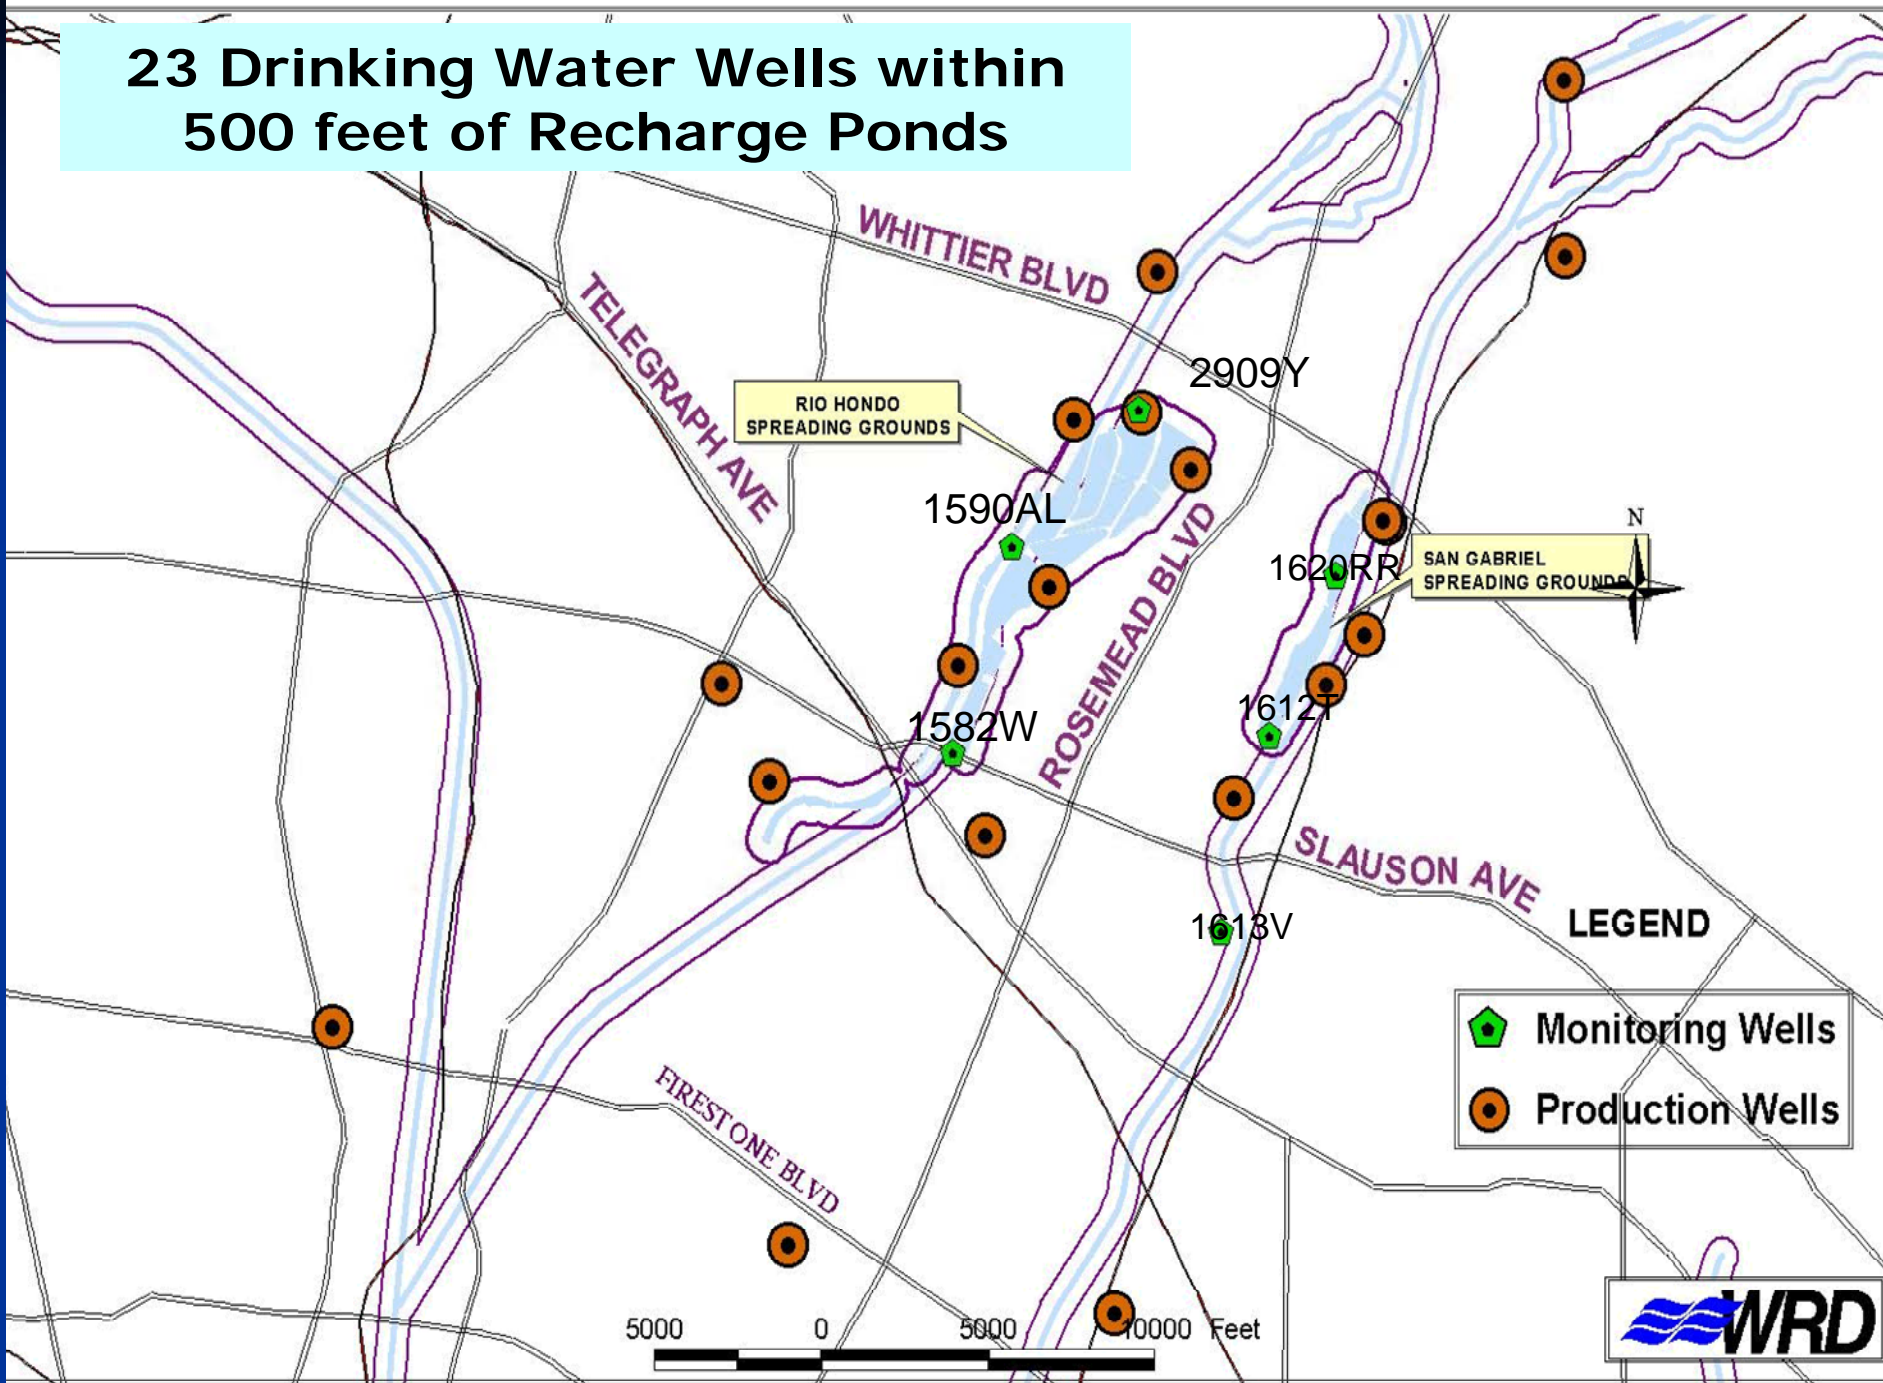 23 Drinking Water Wells within
500 feet of Recharge Ponds
WHITTIER BLVD
TELEGRAPH AVE
2909Y
RIO HONDO
SPREADING GROUNDS
1590AL
ROSEMEAD BLVD
N
1620RR
SAN GABRIEL
SPREADING GROUNDS
1612T
1582W
SLAUSON AVE
1613V
LEGEND
Monitoring Wells
Production Wells
FIRESTONE BLVD
5000 0 5000 10000 Feet
WRD